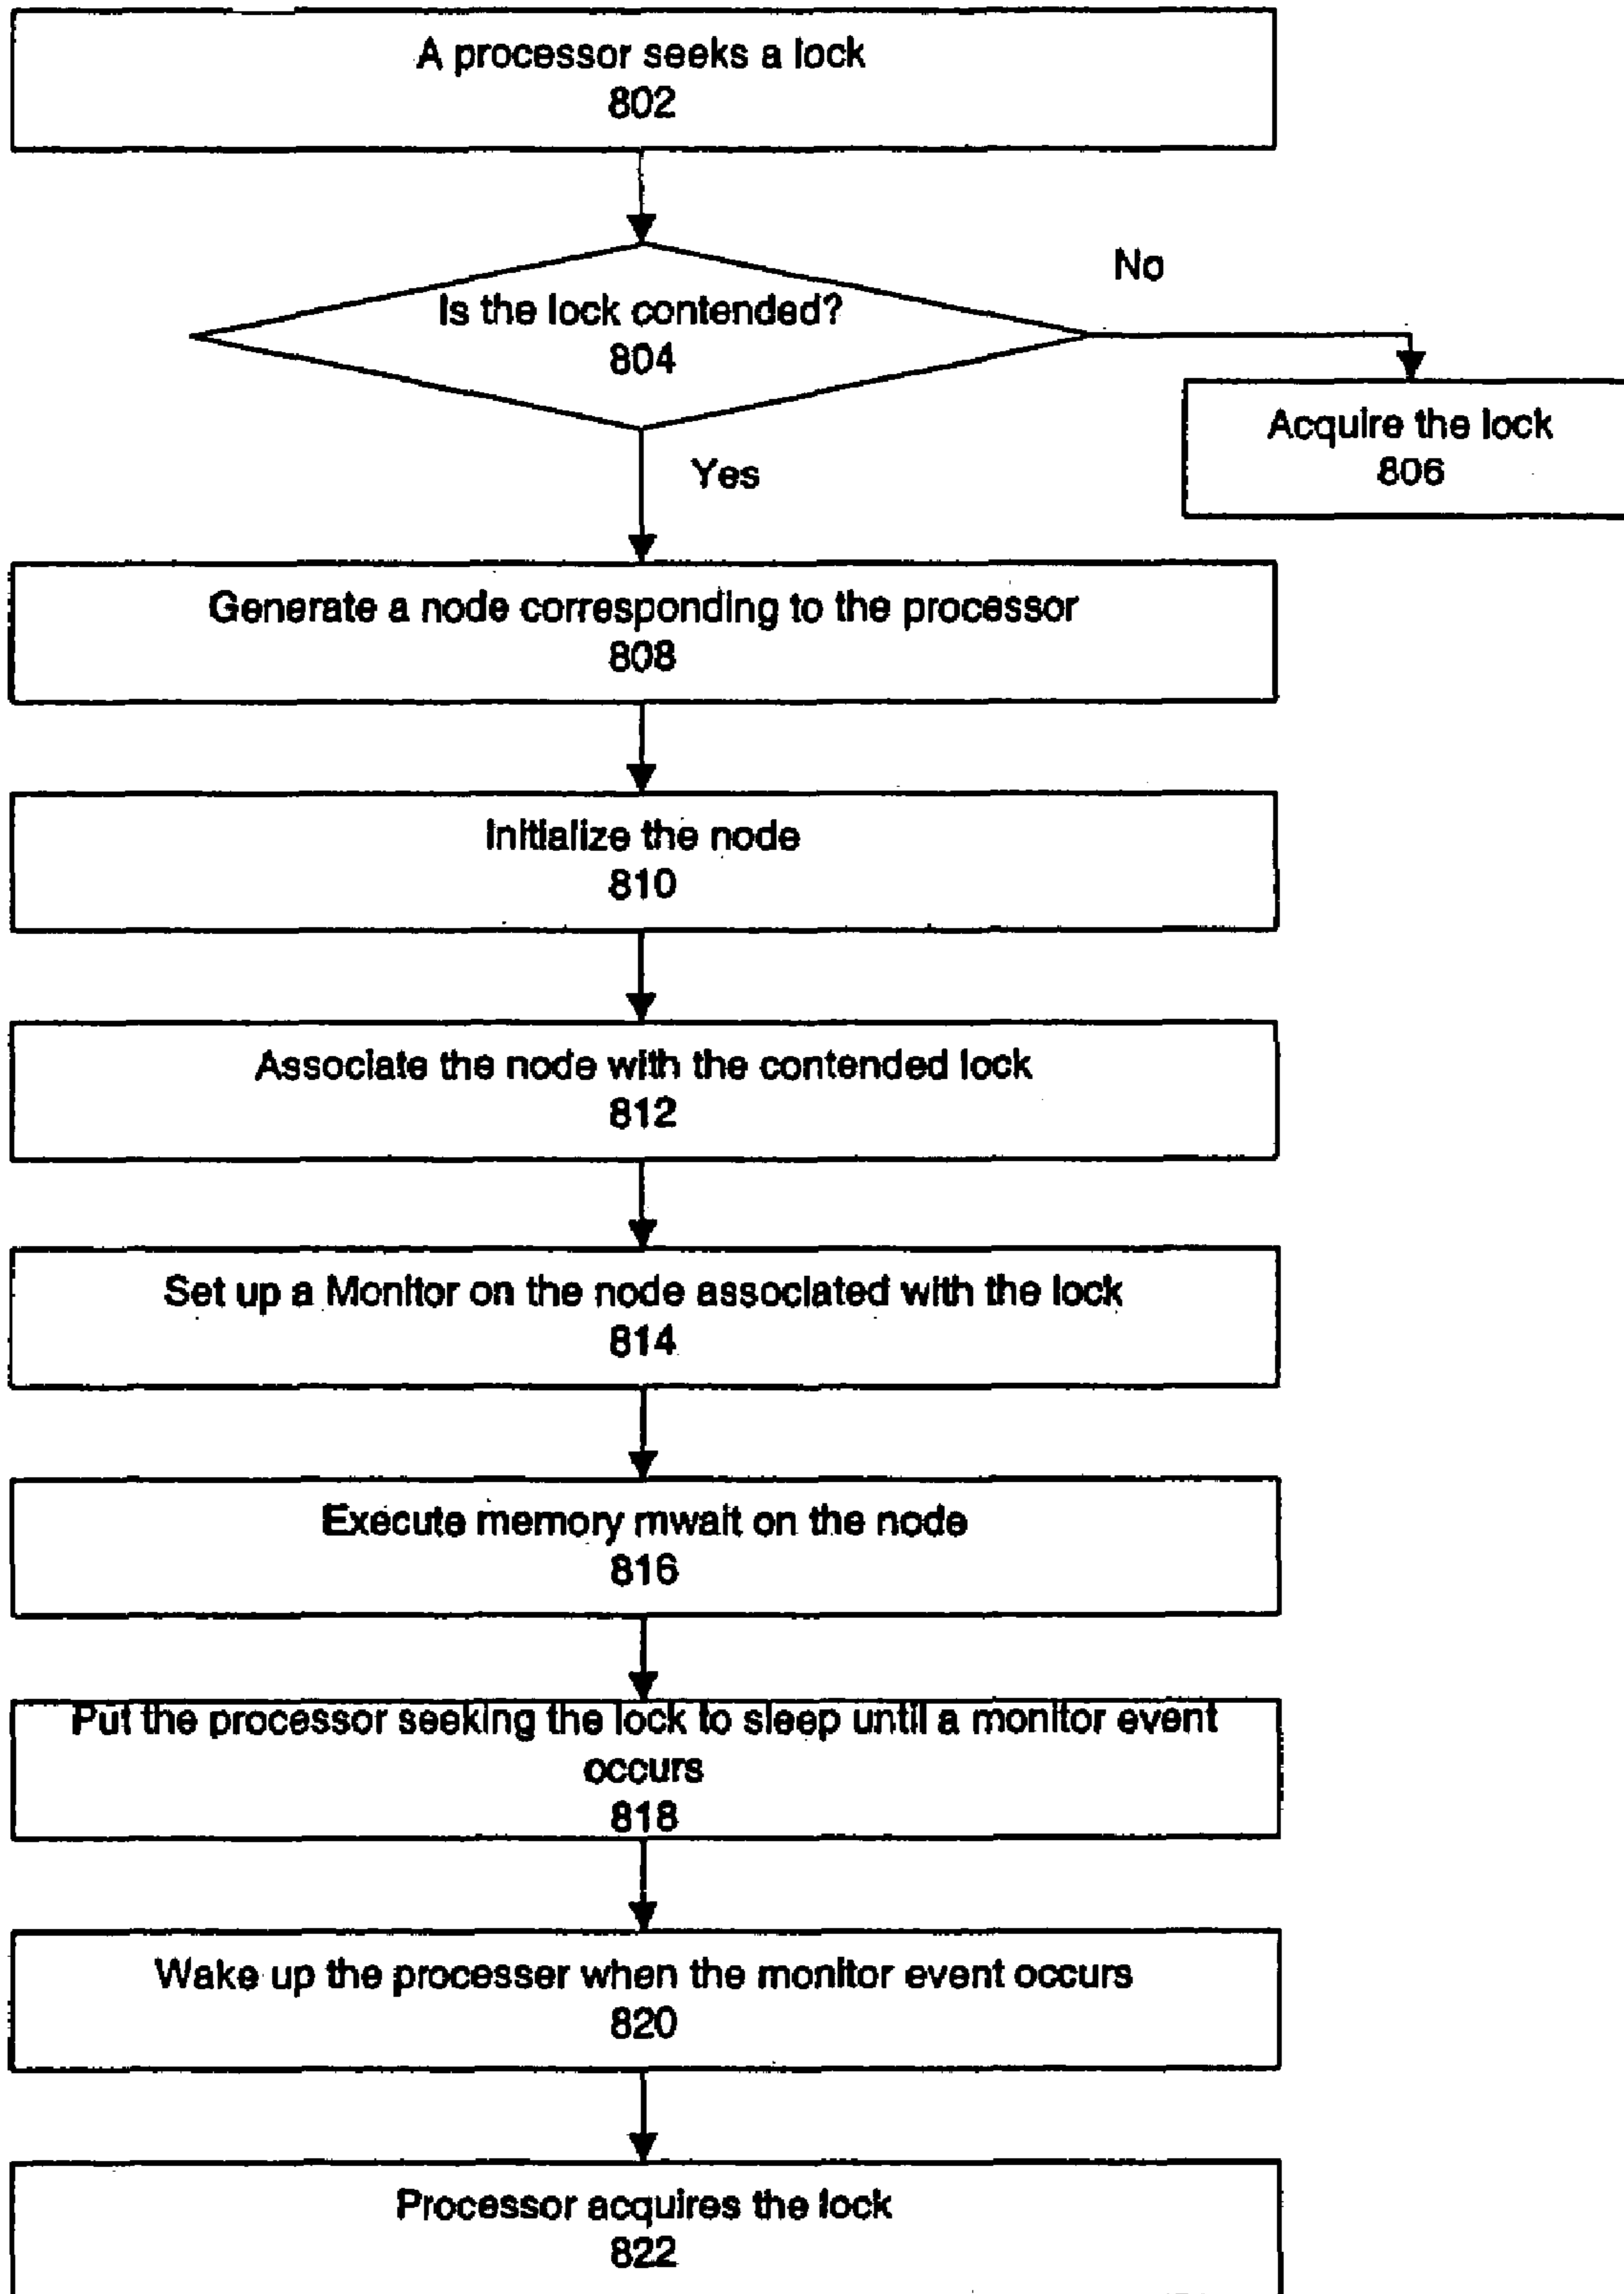 A processor seeks a lock
802
Is the lock contended?
804
No
Acquire the lock
806
Yes
Generate a node corresponding to the processor
808
Initialize the node
810
Associate the node with the contended lock
812
Set up a Monitor on the node associated with the lock
814
Execute memory mwait on the node
816
Put the processor seeking the lock to sleep until a monitor event
occurs
818
Wake up the processer when the monitor event occurs
820
Processor acquires the lock
822